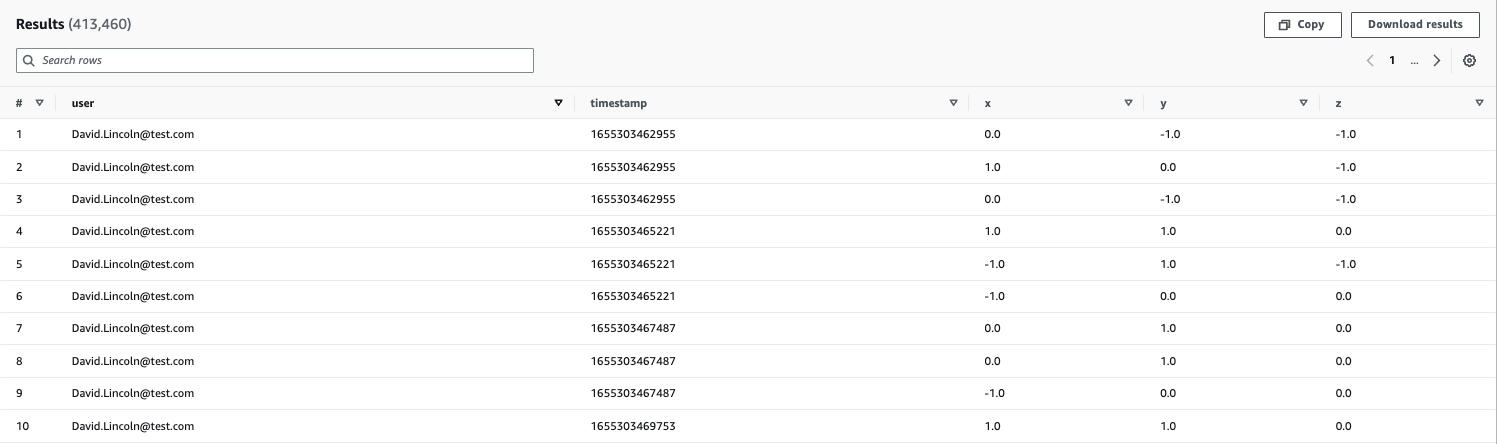 Results (413,460)
Copy
Download results
Search rows
1 ...
# user timestamp x y z
1 David.Lincoln@test.com 1655303462955 0.0 -1.0 -1.0
2 David.Lincoln@test.com 1655303462955 1.0 0.0 -1.0
3 David.Lincoln@test.com 1655303462955 0.0 -1.0 -1.0
4 David.Lincoln@test.com 1655303465221 1.0 1.0 0.0
5 David.Lincoln@test.com 1655303465221 -1.0 1.0 -1.0
6 David.Lincoln@test.com 1655303465221 -1.0 0.0 0.0
7 David.Lincoln@test.com 1655303467487 0.0 1.0 0.0
8 David.Lincoln@test.com 1655303467487 0.0 1.0 0.0
9 David.Lincoln@test.com 1655303467487 -1.0 0.0 0.0
10 David.Lincoln@test.com 1655303469753 1.0 1.0 0.0